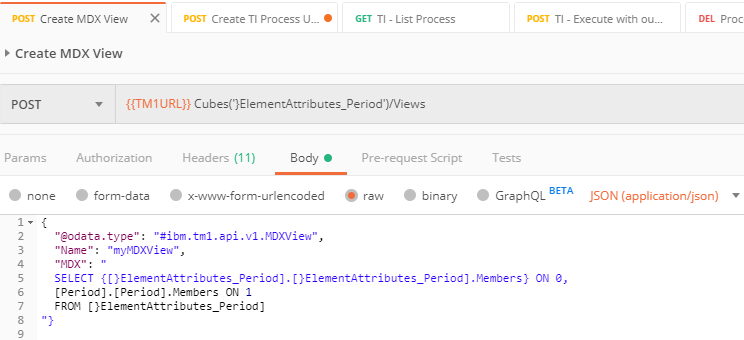 POST Create MDX View
POST Create TI Process U...
GET TI - List Process
POST TI - Execute with ou...
DEL Proc
Create MDX View
POST
{{TM1URL}} Cubes('}ElementAttributes_Period')/Views
Params Authorization Headers (11) Body Pre-request Script Tests
none form-data x-www-form-urlencoded raw binary GraphQL BETA JSON (application/json)
1 {
2 "@odata.type": "#ibm.tm1.api.v1.MDXView",
3 "Name": "myMDXView",
4 "MDX": "
5 SELECT {[}ElementAttributes_Period].[}ElementAttributes_Period].Members} ON 0,
6 [Period].[Period].Members ON 1
7 FROM [}ElementAttributes_Period]
8 "}
9